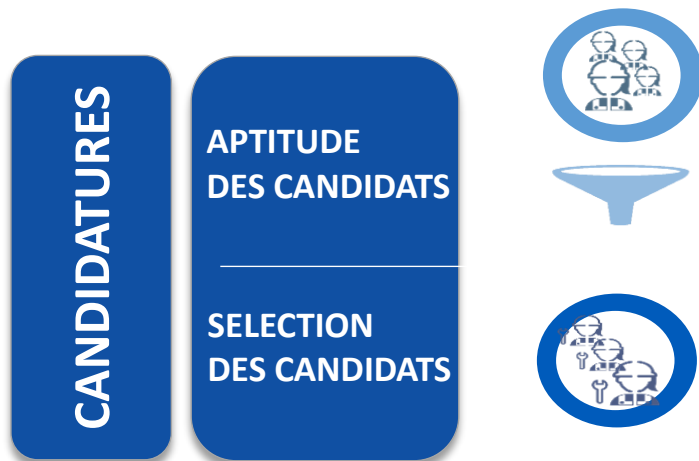 CANDIDATURES
APTITUDE
DES CANDIDATS
SELECTION
DES CANDIDATS